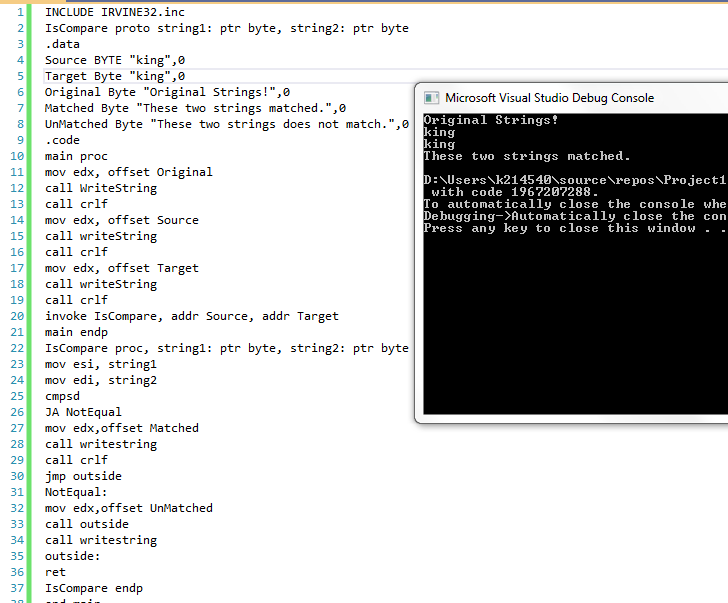 1 INCLUDE IRVINE32.inc
2 IsCompare proto string1: ptr byte, string2: ptr byte
3 .data
4 Source BYTE "king",0
5 Target Byte "king",0
6 Original Byte "Original Strings!",0
7 Matched Byte "These two strings matched.",0
8 UnMatched Byte "These two strings does not match.",0
9 .code
10 main proc
11 mov edx, offset Original
12 call WriteString
13 call crlf
14 mov edx, offset Source
15 call writeString
16 call crlf
17 mov edx, offset Target
18 call writeString
19 call crlf
20 invoke IsCompare, addr Source, addr Target
21 main endp
22 IsCompare proc, string1: ptr byte, string2: ptr byte
23 mov esi, string1
24 mov edi, string2
25 cmpsd
26 JA NotEqual
27 mov edx,offset Matched
28 call writestring
29 call crlf
30 jmp outside
31 NotEqual:
32 mov edx,offset UnMatched
33 call outside
34 call writestring
35 outside:
36 ret
37 IsCompare endp
38 end main
Microsoft Visual Studio Debug Console
Original Strings!
king
king
These two strings matched.
D:\Users\k214540\source\repos\Project1
with code 1967207288.
To automatically close the console whe
Debugging->Automatically close the con
Press any key to close this window . .